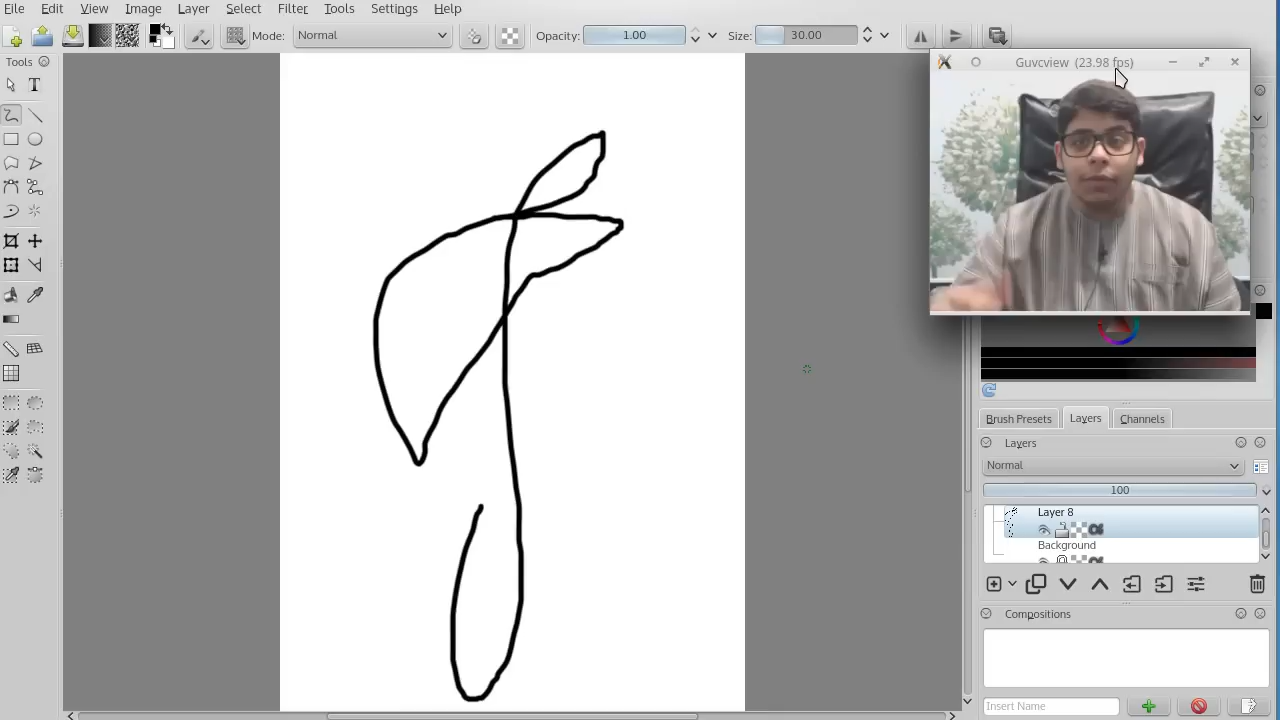 File Edit View Image Layer Select Filter Tools Settings Help
Mode: Normal Opacity: 1.00 Size: 30.00
Tools
T
Guvcview (23.98 fps)
Brush Presets Layers Channels
Layers
Normal
100
Layer 8
Background
Compositions
Insert Name